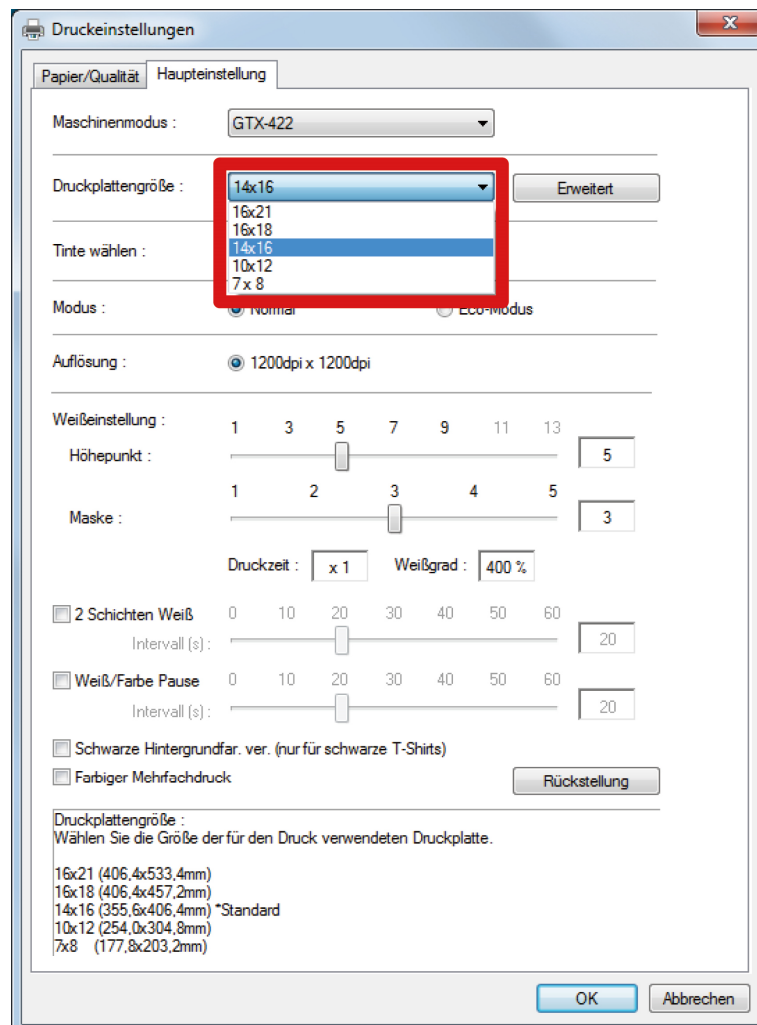 Druckeinstellungen
x
Papier/Qualität Haupteinstellung
Maschinenmodus : GTX-422
Druckplattengröße : 14x16 Erweitert
16x21
16x18
Tinte wählen : 14x16
10x12
7 x 8
Modus : Normal Eco-Modus
Auflösung : 1200dpi x 1200dpi
Weißeinstellung : 1 3 5 7 9 11 13
Höhepunkt : 5
1 2 3 4 5
Maske : 3
Druckzeit : x 1 Weißgrad : 400 %
2 Schichten Weiß 0 10 20 30 40 50 60
Intervall (s) : 20
Weiß/Farbe Pause 0 10 20 30 40 50 60
Intervall (s) : 20
Schwarze Hintergrundfar. ver. (nur für schwarze T-Shirts)
Farbiger Mehrfachdruck Rückstellung
Druckplattengröße :
Wählen Sie die Größe der für den Druck verwendeten Druckplatte.
16x21 (406,4x533,4mm)
16x18 (406,4x457,2mm)
14x16 (355,6x406,4mm) *Standard
10x12 (254,0x304,8mm)
7x8 (177,8x203,2mm)
OK Abbrechen